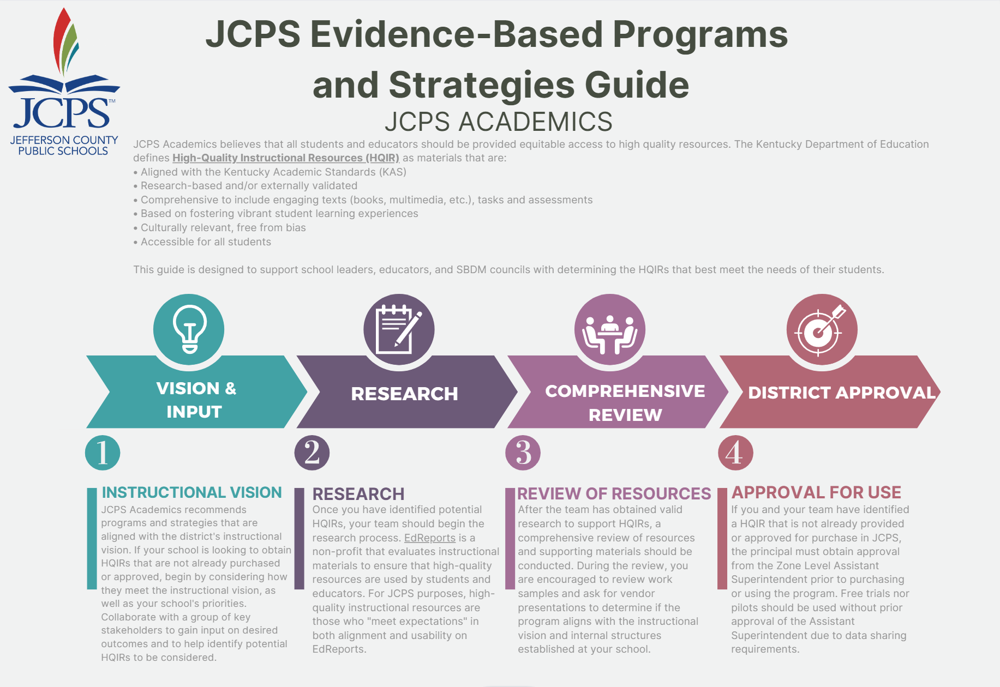 JCPS Evidence-Based Programs
and Strategies Guide
JCPS ACADEMICS
JCPS™
JEFFERSON COUNTY
PUBLIC SCHOOLS
JCPS Academics believes that all students and educators should be provided equitable access to high quality resources. The Kentucky Department of Education
defines High-Quality Instructional Resources (HQIR) as materials that are:
• Aligned with the Kentucky Academic Standards (KAS)
• Research-based and/or externally validated
• Comprehensive to include engaging texts (books, multimedia, etc.), tasks and assessments
• Based on fostering vibrant student learning experiences
• Culturally relevant, free from bias
• Accessible for all students
This guide is designed to support school leaders, educators, and SBDM councils with determining the HQIRs that best meet the needs of their students.
VISION &
INPUT
RESEARCH
COMPREHENSIVE
REVIEW
DISTRICT APPROVAL
1
INSTRUCTIONAL VISION
JCPS Academics recommends
programs and strategies that are
aligned with the district's instructional
vision. If your school is looking to obtain
HQIRs that are not already purchased
or approved, begin by considering how
they meet the instructional vision, as
well as your school's priorities.
Collaborate with a group of key
stakeholders to gain input on desired
outcomes and to help identify potential
HQIRs to be considered.
2
RESEARCH
Once you have identified potential
HQIRs, your team should begin the
research process. EdReports is a
non-profit that evaluates instructional
materials to ensure that high-quality
resources are used by students and
educators. For JCPS purposes, high-
quality instructional resources are
those who "meet expectations" in
both alignment and usability on
EdReports.
3
REVIEW OF RESOURCES
After the team has obtained valid
research to support HQIRs, a
comprehensive review of resources
and supporting materials should be
conducted. During the review, you
are encouraged to review work
samples and ask for vendor
presentations to determine if the
program aligns with the instructional
vision and internal structures
established at your school.
4
APPROVAL FOR USE
If you and your team have identified
a HQIR that is not already provided
or approved for purchase in JCPS,
the principal must obtain approval
from the Zone Level Assistant
Superintendent prior to purchasing
or using the program. Free trials nor
pilots should be used without prior
approval of the Assistant
Superintendent due to data sharing
requirements.